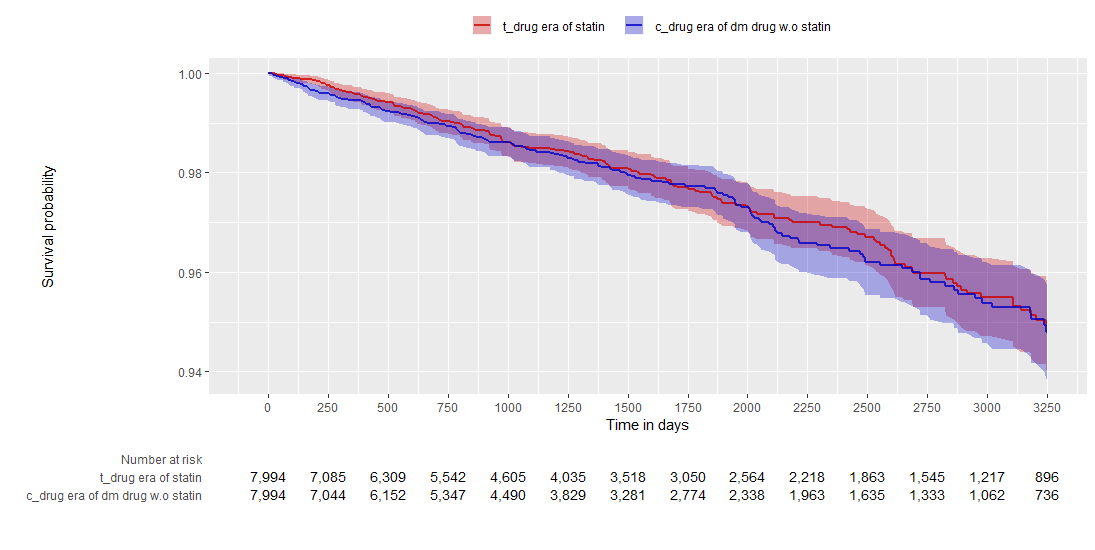 t_drug era of statin c_drug era of dm drug w.o statin
Survival probability
1.00
0.98
0.96
0.94
0 250 500 750 1000 1250 1500 1750 2000 2250 2500 2750 3000 3250
Time in days
Number at risk
t_drug era of statin 7,994 7,085 6,309 5,542 4,605 4,035 3,518 3,050 2,564 2,218 1,863 1,545 1,217 896
c_drug era of dm drug w.o statin 7,994 7,044 6,152 5,347 4,490 3,829 3,281 2,774 2,338 1,963 1,635 1,333 1,062 736